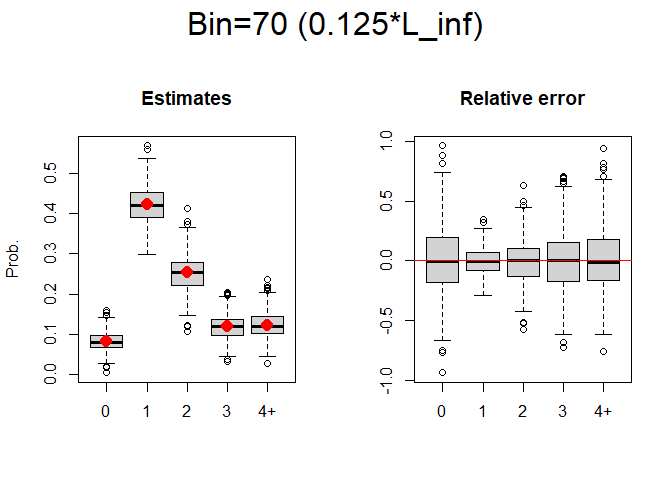 Bin=70 (0.125*L_inf)
Estimates
Prob.
0.5
0.4
0.3
0.2
0.1
0.0
0 1 2 3 4+
Relative error
1.0
0.5
0.0
-0.5
-1.0
0 1 2 3 4+